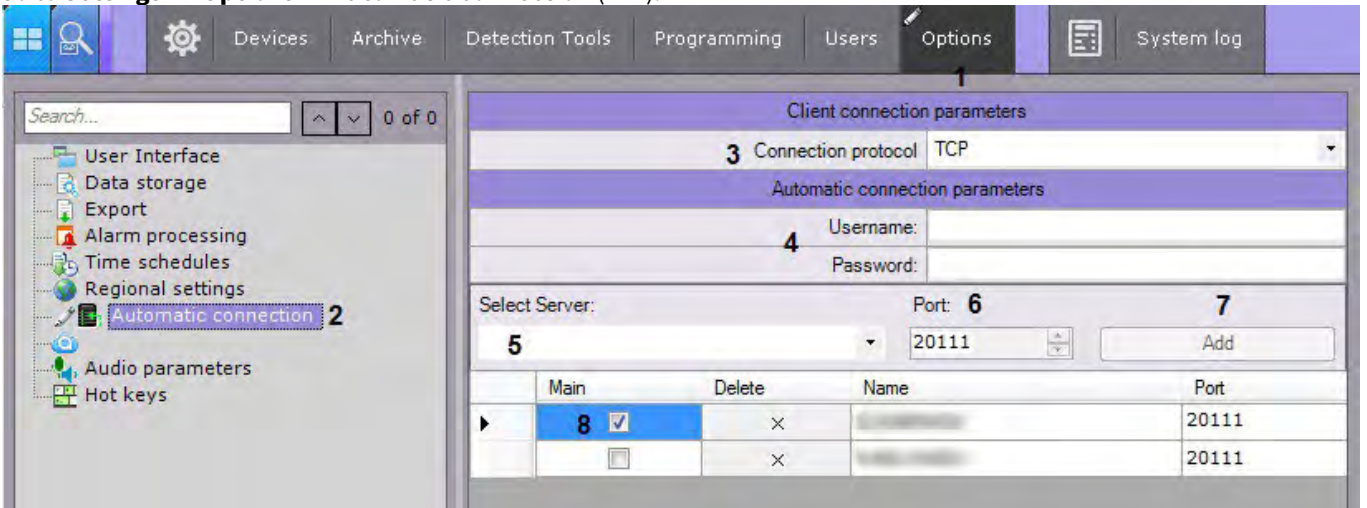 Devices Archive Detection Tools Programming Users Options System log
1
Search... 0 of 0
User Interface
Data storage
Export
Alarm processing
Time schedules
Regional settings
Automatic connection 2
Audio parameters
Hot keys
Client connection parameters
3 Connection protocol TCP
Automatic connection parameters
Username:
4
Password:
Select Server: Port: 6 7
5 20111 Add
Main Delete Name Port
8 20111
20111